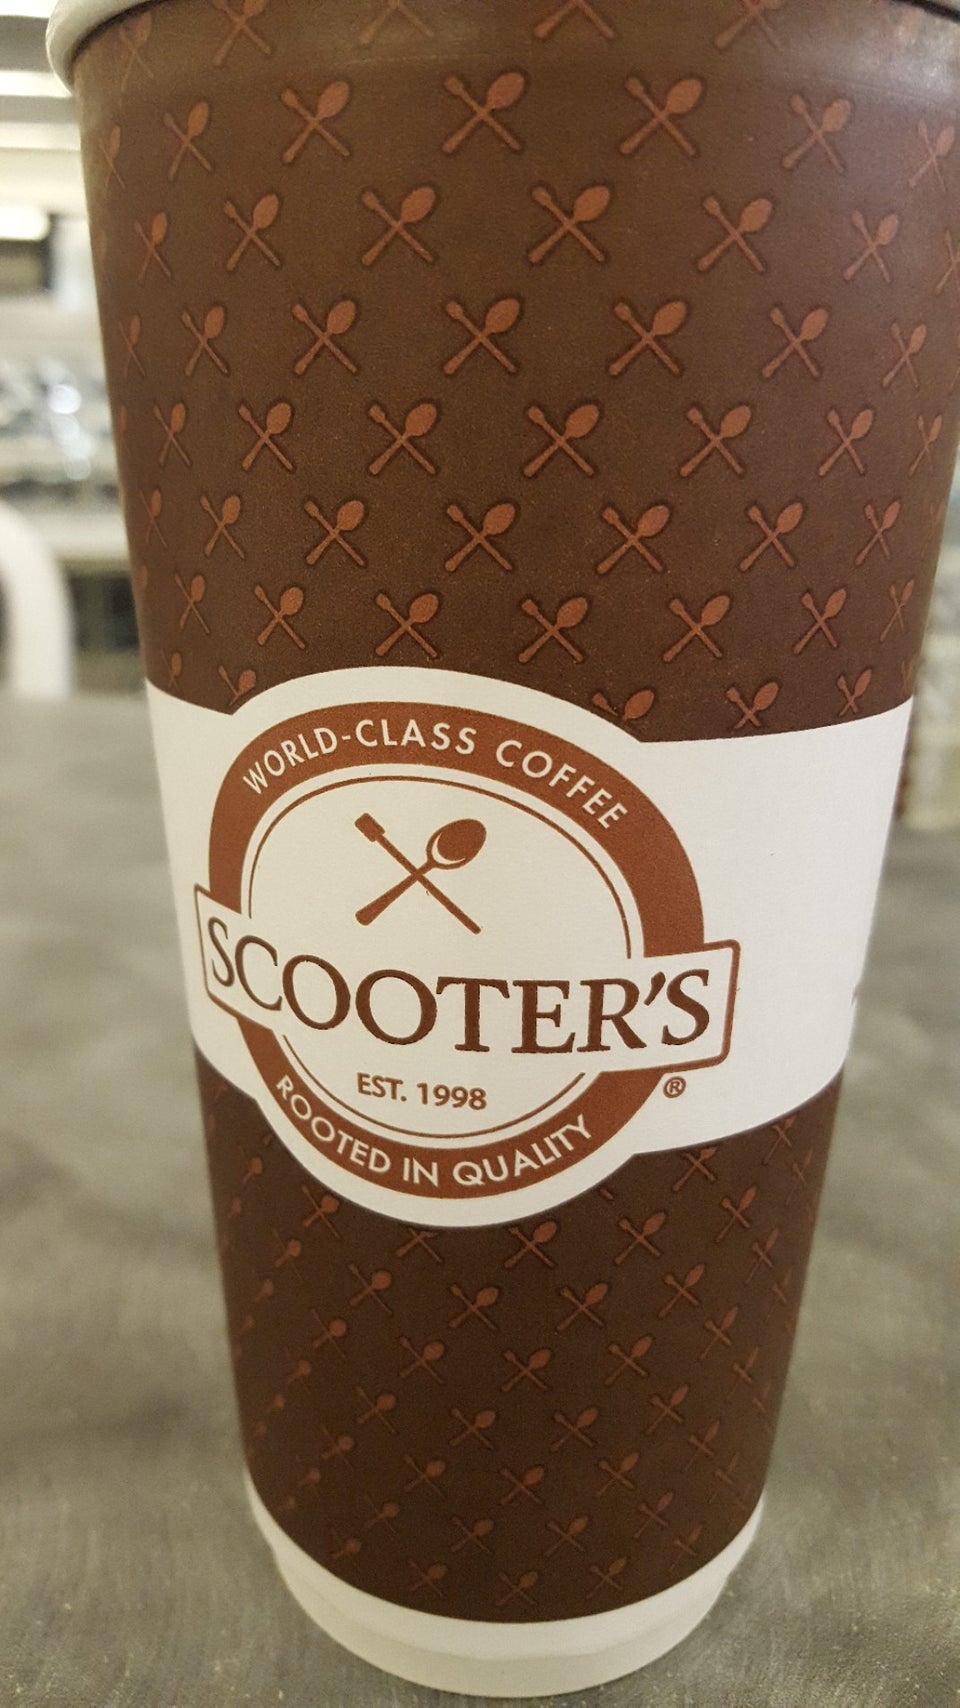 WORLD-CLASS COFFEE
SCOOTER'S
®
EST. 1998
ROOTED IN QUALITY